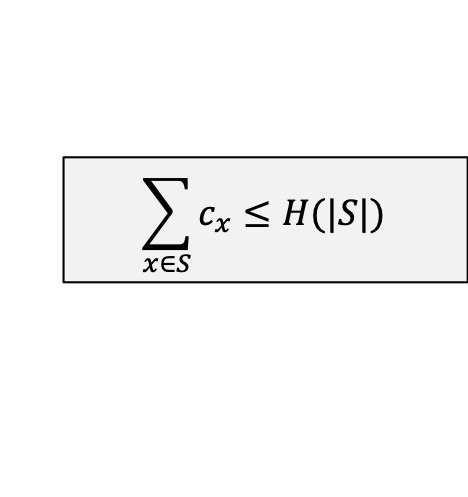 ∑_{x∈S} c_x ≤ H(|S|)